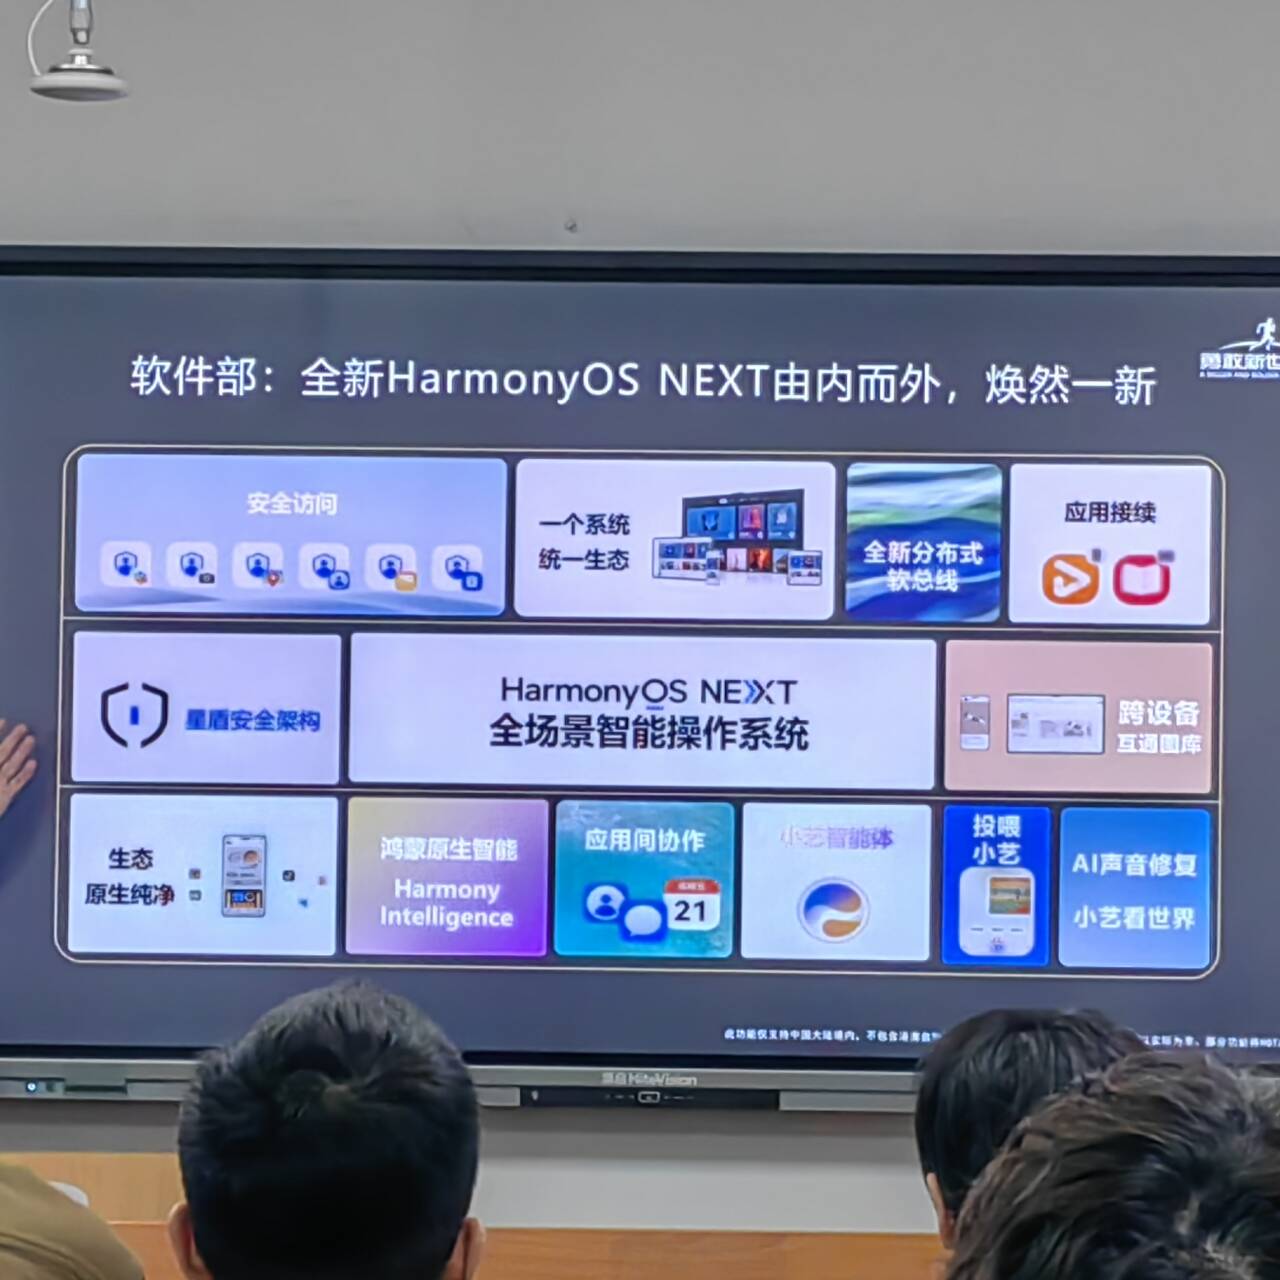 软件部：全新HarmonyOS NEXT由内而外，焕然一新
勇敢新世
安全访问
一个系统
统一生态
全新分布式
软总线
应用接续
星盾安全架构
HarmonyOS NEXT
全场景智能操作系统
跨设备
互通图库
生态
原生纯净
鸿蒙原生智能
Harmony
Intelligence
应用间协作
21
小艺智能体
投喂
小艺
AI声音修复
小艺看世界
此功能仅支持中国大陆境内，不包含港澳台
HiteVision